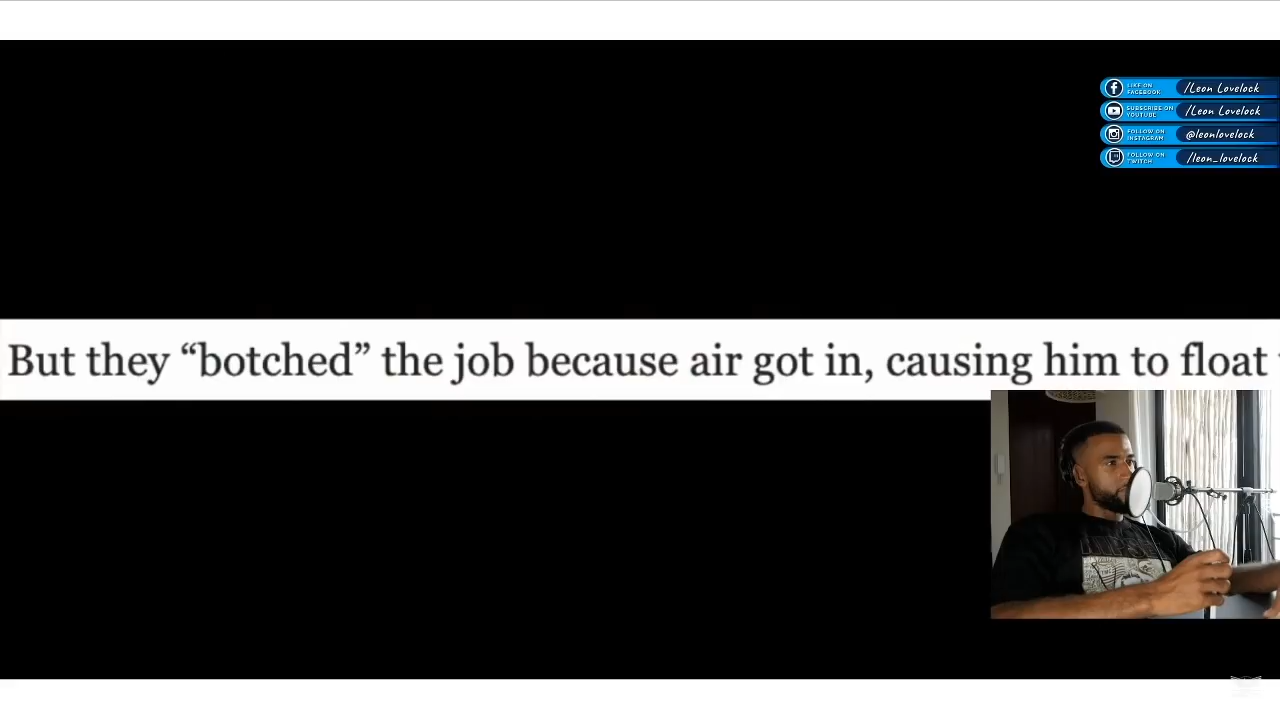 LIKE ON FACEBOOK /Leon Lovelock
SUBSCRIBE ON YOUTUBE /Leon Lovelock
FOLLOW ON INSTAGRAM @leonlovelock
FOLLOW ON TWITCH /leon_lovelock
But they “botched” the job because air got in, causing him to float